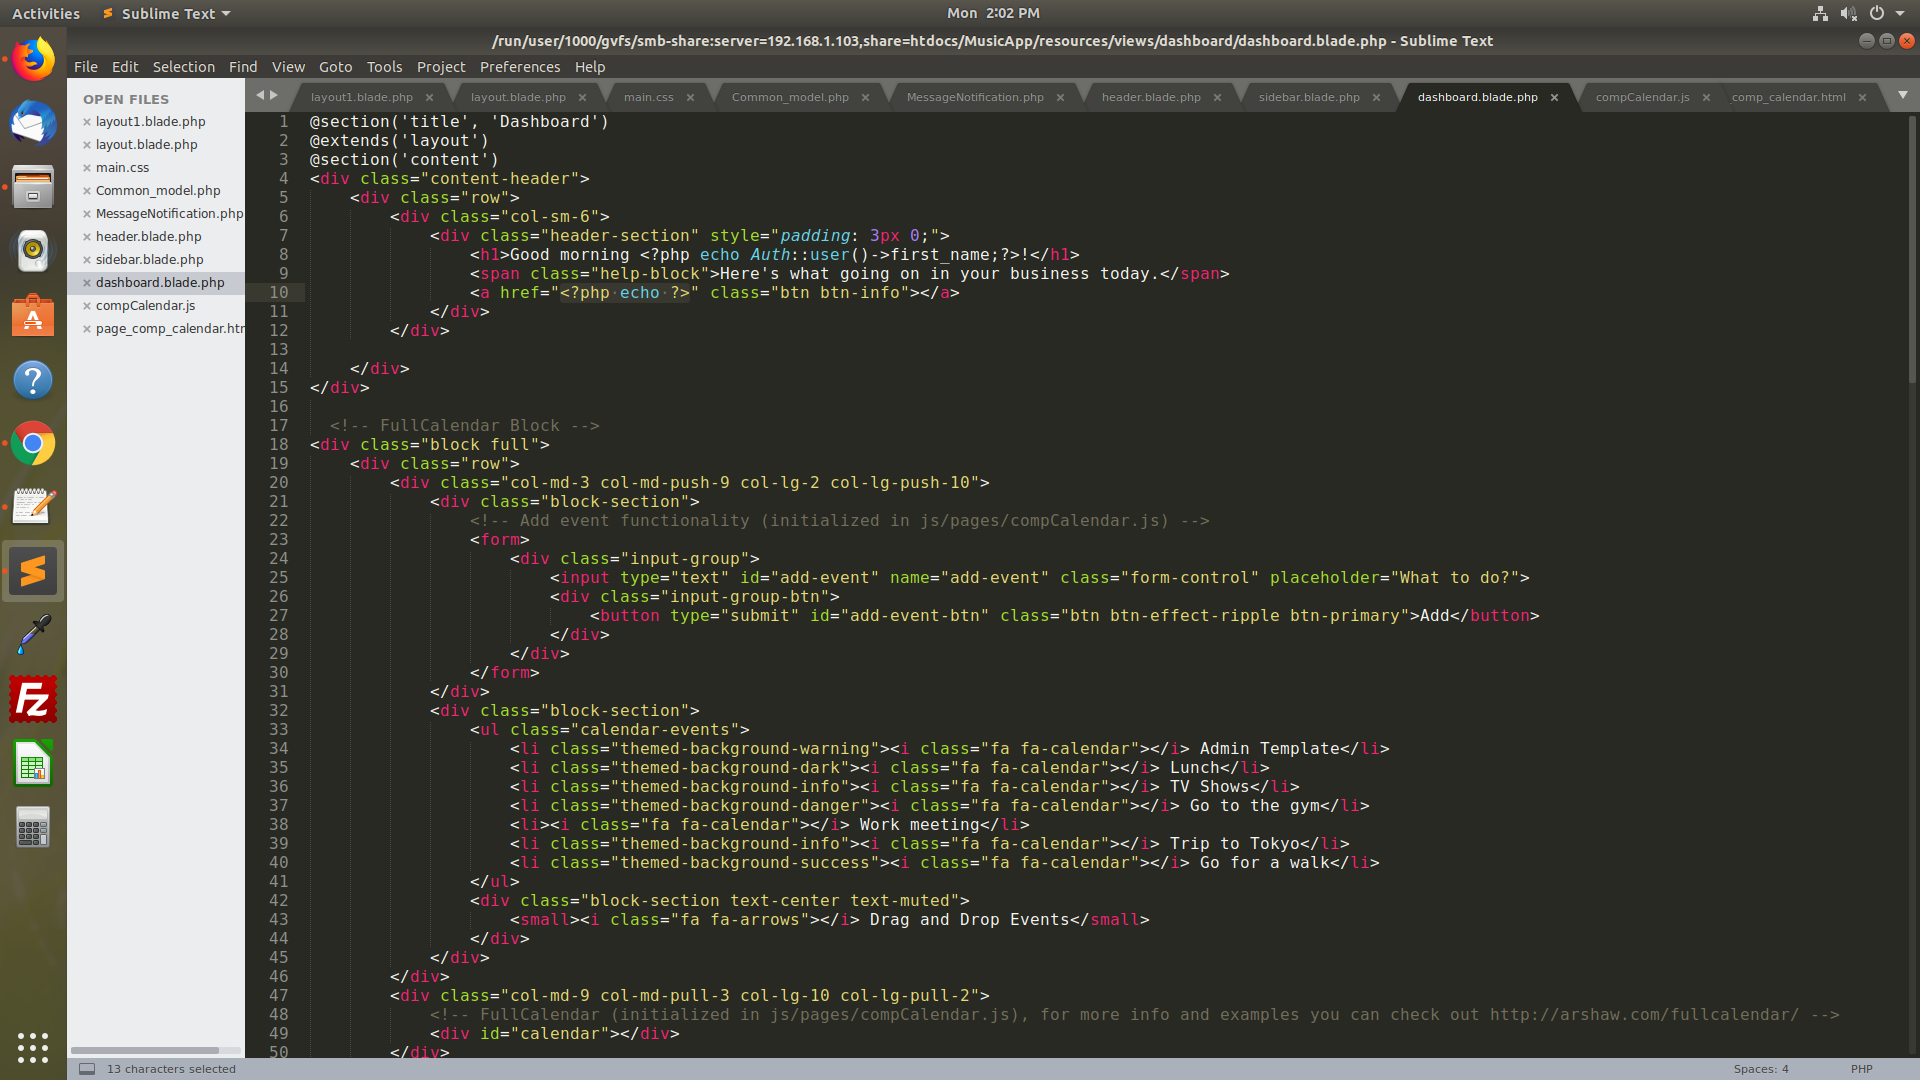 Activities
Sublime Text
Mon 2:02 PM
/run/user/1000/gvfs/smb-share:server=192.168.1.103,share=htdocs/MusicApp/resources/views/dashboard/dashboard.blade.php - Sublime Text
File Edit Selection Find View Goto Tools Project Preferences Help
OPEN FILES
layout1.blade.php
layout.blade.php
main.css
Common_model.php
MessageNotification.php
header.blade.php
sidebar.blade.php
dashboard.blade.php
compCalendar.js
page_comp_calendar.htr
layout1.blade.php layout.blade.php main.css Common_model.php MessageNotification.php header.blade.php sidebar.blade.php dashboard.blade.php compCalendar.js _comp_calendar.html
1 @section('title', 'Dashboard')
2 @extends('layout')
3 @section('content')
4 <div class="content-header">
5 <div class="row">
6 <div class="col-sm-6">
7 <div class="header-section" style="padding: 3px 0;">
8 <h1>Good morning <?php echo Auth::user()->first_name;?>!</h1>
9 <span class="help-block">Here's what going on in your business today.</span>
10 <a href="<?php echo ?>" class="btn btn-info"></a>
11 </div>
12 </div>
13
14 </div>
15 </div>
16
17 <!-- FullCalendar Block -->
18 <div class="block full">
19 <div class="row">
20 <div class="col-md-3 col-md-push-9 col-lg-2 col-lg-push-10">
21 <div class="block-section">
22 <!-- Add event functionality (initialized in js/pages/compCalendar.js) -->
23 <form>
24 <div class="input-group">
25 <input type="text" id="add-event" name="add-event" class="form-control" placeholder="What to do?">
26 <div class="input-group-btn">
27 <button type="submit" id="add-event-btn" class="btn btn-effect-ripple btn-primary">Add</button>
28 </div>
29 </div>
30 </form>
31 </div>
32 <div class="block-section">
33 <ul class="calendar-events">
34 <li class="themed-background-warning"><i class="fa fa-calendar"></i> Admin Template</li>
35 <li class="themed-background-dark"><i class="fa fa-calendar"></i> Lunch</li>
36 <li class="themed-background-info"><i class="fa fa-calendar"></i> TV Shows</li>
37 <li class="themed-background-danger"><i class="fa fa-calendar"></i> Go to the gym</li>
38 <li><i class="fa fa-calendar"></i> Work meeting</li>
39 <li class="themed-background-info"><i class="fa fa-calendar"></i> Trip to Tokyo</li>
40 <li class="themed-background-success"><i class="fa fa-calendar"></i> Go for a walk</li>
41 </ul>
42 <div class="block-section text-center text-muted">
43 <small><i class="fa fa-arrows"></i> Drag and Drop Events</small>
44 </div>
45 </div>
46 </div>
47 <div class="col-md-9 col-md-pull-3 col-lg-10 col-lg-pull-2">
48 <!-- FullCalendar (initialized in js/pages/compCalendar.js), for more info and examples you can check out http://arshaw.com/fullcalendar/ -->
49 <div id="calendar"></div>
50 </div>
13 characters selected
Spaces: 4
PHP